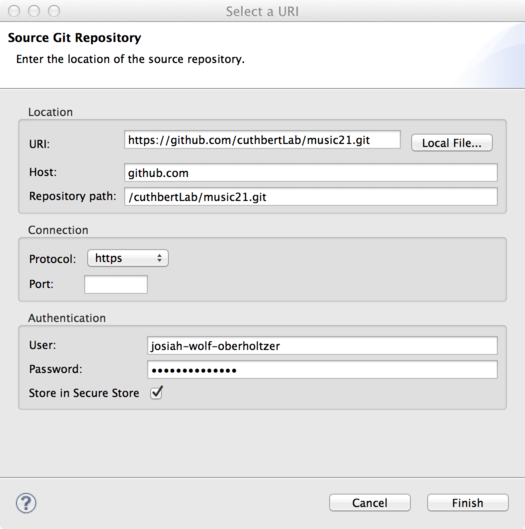 Select a URI
Source Git Repository
Enter the location of the source repository.
Location
URI: https://github.com/cuthbertLab/music21.git Local File...
Host: github.com
Repository path: /cuthbertLab/music21.git
Connection
Protocol: https
Port:
Authentication
User: josiah-wolf-oberholtzer
Password: ••••••••••••••
Store in Secure Store
? Cancel Finish